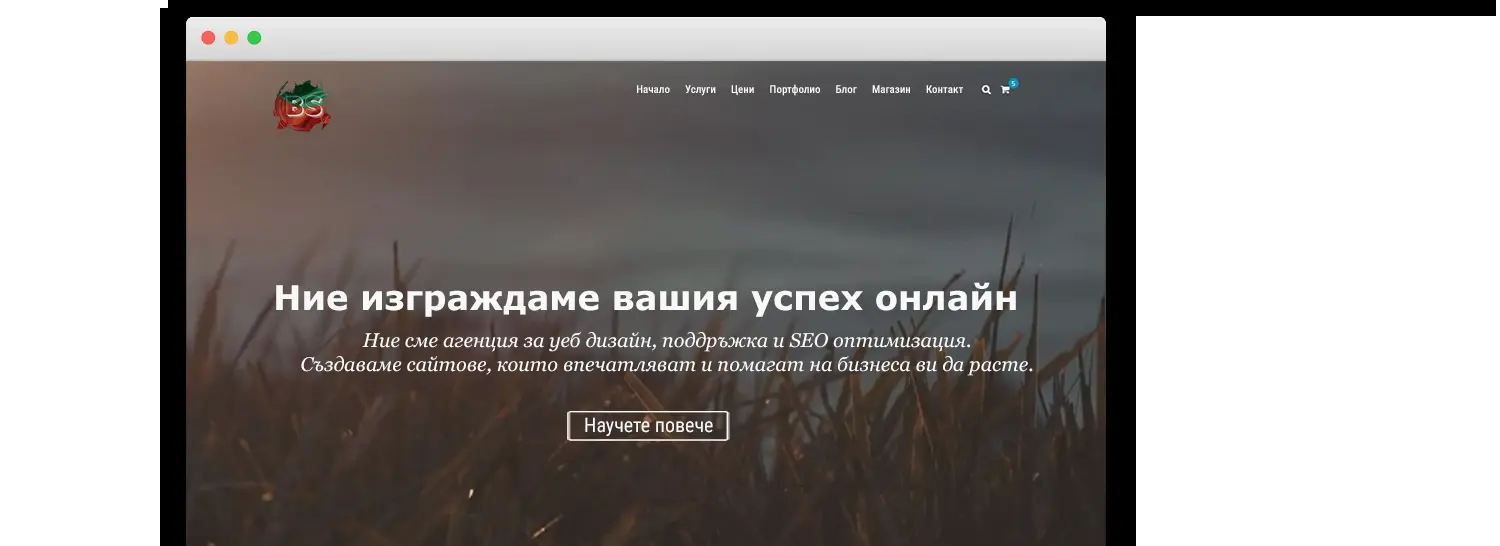 BS
Начало Услуги Цени Портфолио Блог Магазин Контакт 5
Ние изграждаме вашия успех онлайн
Ние сме агенция за уеб дизайн, поддръжка и SEO оптимизация.
Създаваме сайтове, които впечатляват и помагат на бизнеса ви да расте.
Научете повече